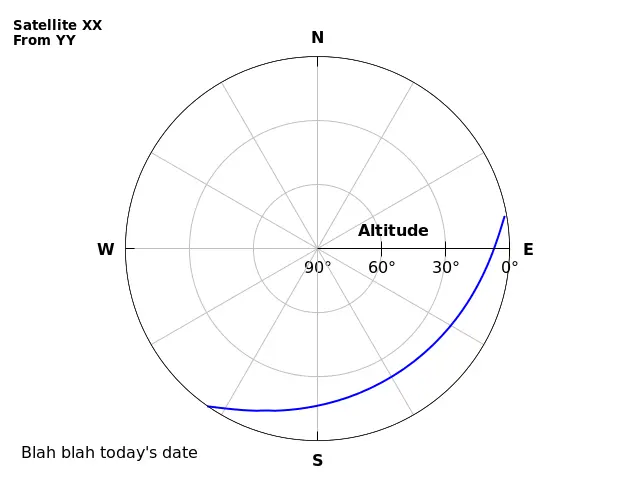 Satellite XX
From YY
N
Altitude
W
E
90°
60°
30°
0°
Blah blah today's date
S